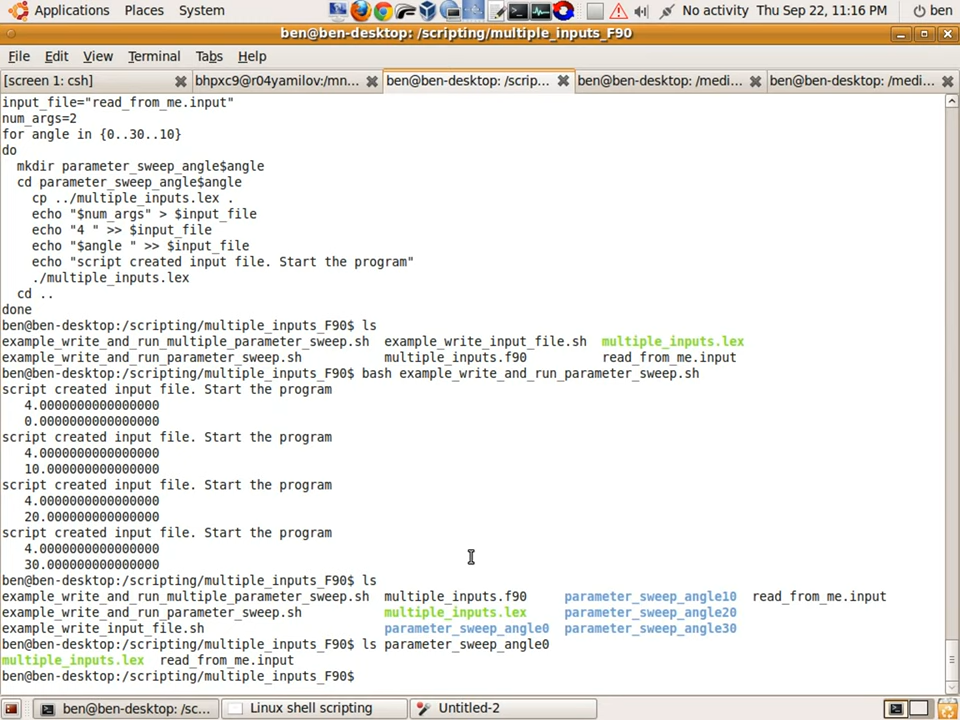 Applications Places System No activity Thu Sep 22, 11:16 PM ben
ben@ben-desktop: /scripting/multiple_inputs_F90
File Edit View Terminal Tabs Help
[screen 1: csh] bhpxc9@r04yamilov:/mn... ben@ben-desktop: /scrip... ben@ben-desktop: /medi... ben@ben-desktop: /medi...
input_file="read_from_me.input"
num_args=2
for angle in {0..30..10}
do
  mkdir parameter_sweep_angle$angle
  cd parameter_sweep_angle$angle
    cp ../multiple_inputs.lex .
    echo "$num_args" > $input_file
    echo "4 " >> $input_file
    echo "$angle " >> $input_file
    echo "script created input file. Start the program"
    ./multiple_inputs.lex
  cd ..
done
ben@ben-desktop:/scripting/multiple_inputs_F90$ ls
example_write_and_run_multiple_parameter_sweep.sh  example_write_input_file.sh  multiple_inputs.lex
example_write_and_run_parameter_sweep.sh           multiple_inputs.f90          read_from_me.input
ben@ben-desktop:/scripting/multiple_inputs_F90$ bash example_write_and_run_parameter_sweep.sh
script created input file. Start the program
   4.0000000000000000
   0.0000000000000000
script created input file. Start the program
   4.0000000000000000
   10.000000000000000
script created input file. Start the program
   4.0000000000000000
   20.000000000000000
script created input file. Start the program
   4.0000000000000000
   30.000000000000000
ben@ben-desktop:/scripting/multiple_inputs_F90$ ls
example_write_and_run_multiple_parameter_sweep.sh  multiple_inputs.f90     parameter_sweep_angle10  read_from_me.input
example_write_and_run_parameter_sweep.sh           multiple_inputs.lex     parameter_sweep_angle20
example_write_input_file.sh                        parameter_sweep_angle0  parameter_sweep_angle30
ben@ben-desktop:/scripting/multiple_inputs_F90$ ls parameter_sweep_angle0
multiple_inputs.lex  read_from_me.input
ben@ben-desktop:/scripting/multiple_inputs_F90$
ben@ben-desktop: /sc... Linux shell scripting Untitled-2